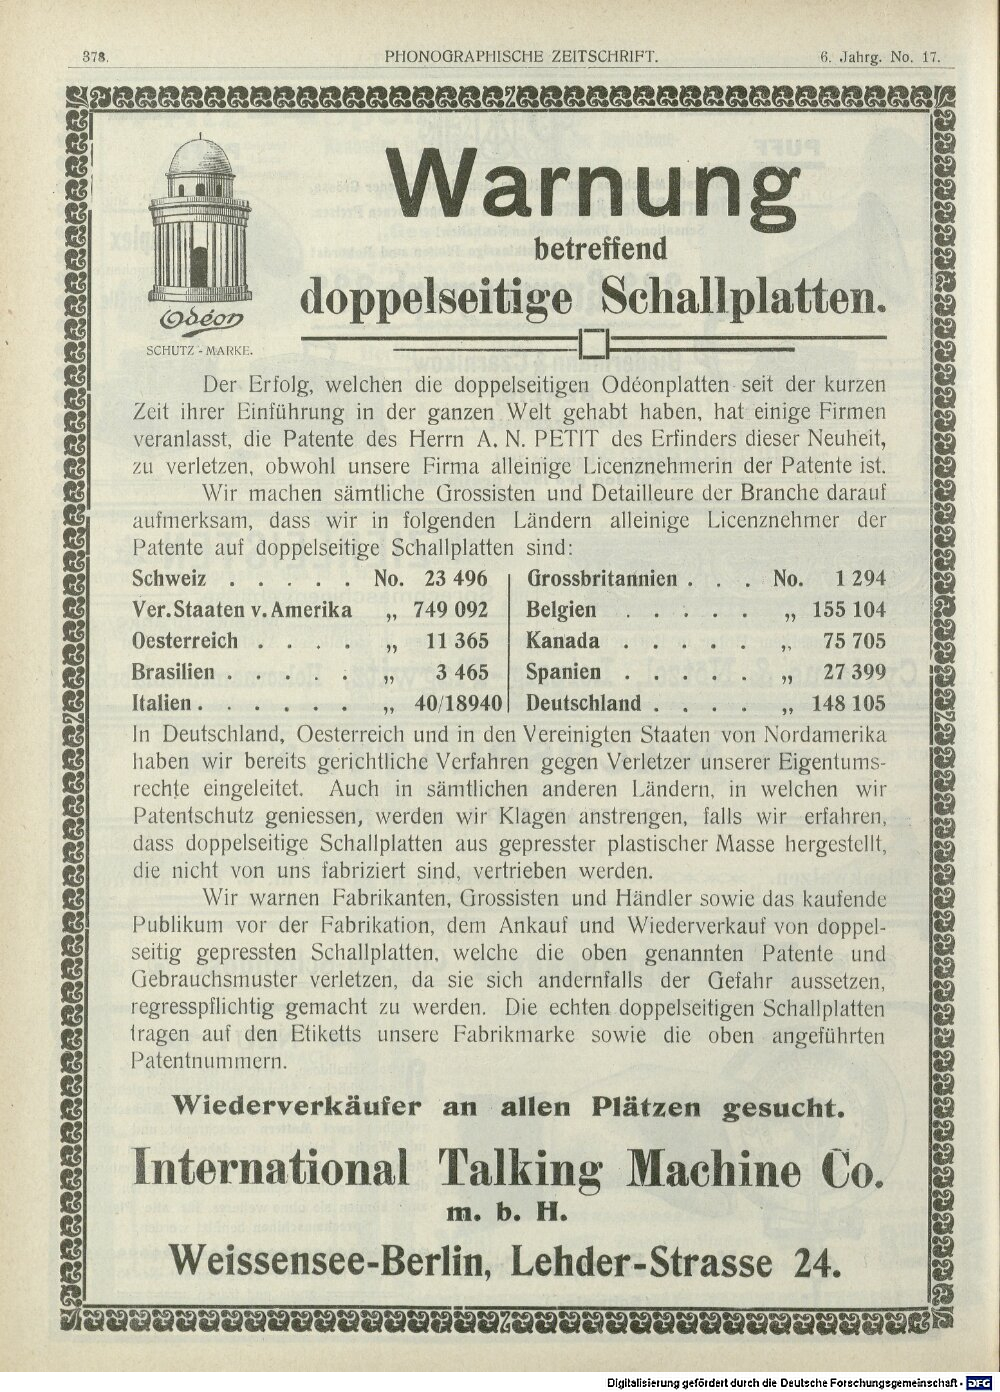 378.
PHONOGRAPHISCHE ZEITSCHRIFT.
6. Jahrg. No. 17.
Odéon
SCHUTZ-MARKE.
Warnung
betreffend
doppelseitige Schallplatten.
Der Erfolg, welchen die doppelseitigen Odéonplatten seit der kurzen
Zeit ihrer Einführung in der ganzen Welt gehabt haben, hat einige Firmen
veranlasst, die Patente des Herrn A. N. PETIT des Erfinders dieser Neuheit,
zu verletzen, obwohl unsere Firma alleinige Licenznehmerin der Patente ist.
Wir machen sämtliche Grossisten und Detailleure der Branche darauf
aufmerksam, dass wir in folgenden Ländern alleinige Licenznehmer der
Patente auf doppelseitige Schallplatten sind:
Schweiz . . . . . No. 23 496
Ver. Staaten v. Amerika „ 749 092
Oesterreich . . . . „ 11 365
Brasilien . . . . . „ 3 465
Italien . . . . . . „ 40/18940
Grossbritannien . . . No. 1 294
Belgien . . . . . „ 155 104
Kanada . . . . . „ 75 705
Spanien . . . . . „ 27 399
Deutschland . . . . „ 148 105
In Deutschland, Oesterreich und in den Vereinigten Staaten von Nordamerika
haben wir bereits gerichtliche Verfahren gegen Verletzer unserer Eigentums-
rechte eingeleitet. Auch in sämtlichen anderen Ländern, in welchen wir
Patentschutz geniessen, werden wir Klagen anstrengen, falls wir erfahren,
dass doppelseitige Schallplatten aus gepresster plastischer Masse hergestellt,
die nicht von uns fabriziert sind, vertrieben werden.
Wir warnen Fabrikanten, Grossisten und Händler sowie das kaufende
Publikum vor der Fabrikation, dem Ankauf und Wiederverkauf von doppel-
seitig gepressten Schallplatten, welche die oben genannten Patente und
Gebrauchsmuster verletzen, da sie sich andernfalls der Gefahr aussetzen,
regresspflichtig gemacht zu werden. Die echten doppelseitigen Schallplatten
tragen auf den Etiketts unsere Fabrikmarke sowie die oben angeführten
Patentnummern.
Wiederverkäufer an allen Plätzen gesucht.
International Talking Machine Co.
m. b. H.
Weissensee-Berlin, Lehder-Strasse 24.
Digitalisierung gefördert durch die Deutsche Forschungsgemeinschaft - DFG